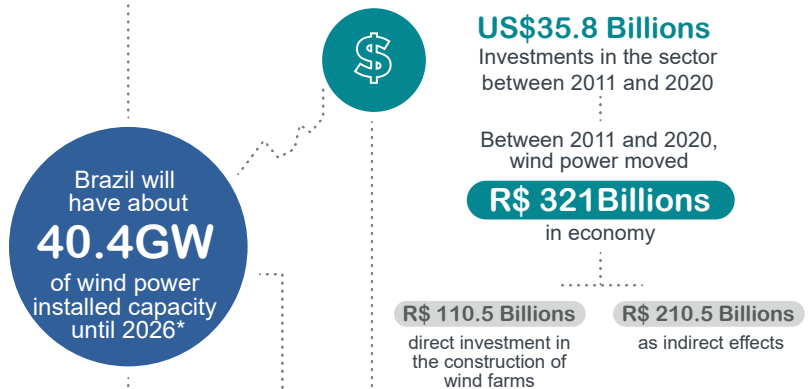 $
US$35.8 Billions
Investments in the sector
between 2011 and 2020
Between 2011 and 2020,
wind power moved
R$ 321Billions
in economy
Brazil will
have about
40.4GW
of wind power
installed capacity
until 2026*
R$ 110.5 Billions
direct investment in
the construction of
wind farms
R$ 210.5 Billions
as indirect effects